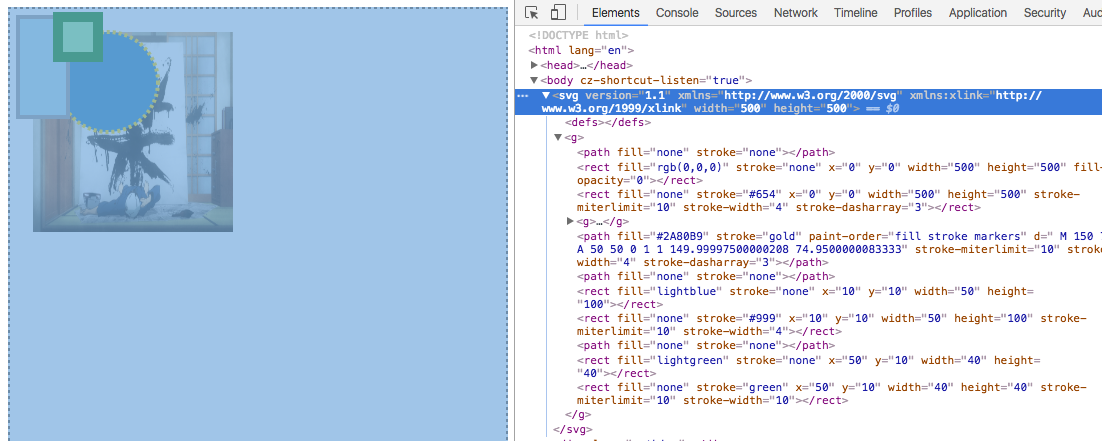 Elements Console Sources Network Timeline Profiles Application Security Auc
<!DOCTYPE html>
<html lang="en">
▶<head>…</head>
▼<body cz-shortcut-listen="true">
… ▼<svg version="1.1" xmlns="http://www.w3.org/2000/svg" xmlns:xlink="http://
www.w3.org/1999/xlink" width="500" height="500"> == $0
<defs></defs>
▼<g>
<path fill="none" stroke="none"></path>
<rect fill="rgb(0,0,0)" stroke="none" x="0" y="0" width="500" height="500" fill-
opacity="0"></rect>
<rect fill="none" stroke="#654" x="0" y="0" width="500" height="500" stroke-
miterlimit="10" stroke-width="4" stroke-dasharray="3"></rect>
▶<g>…</g>
<path fill="#2A80B9" stroke="gold" paint-order="fill stroke markers" d=" M 150
A 50 50 0 1 1 149.99997500000208 74.9500000083333" stroke-miterlimit="10" stroke-
width="4" stroke-dasharray="3"></path>
<path fill="none" stroke="none"></path>
<rect fill="lightblue" stroke="none" x="10" y="10" width="50" height=
"100"></rect>
<rect fill="none" stroke="#999" x="10" y="10" width="50" height="100" stroke-
miterlimit="10" stroke-width="4"></rect>
<path fill="none" stroke="none"></path>
<rect fill="lightgreen" stroke="none" x="50" y="10" width="40" height=
"40"></rect>
<rect fill="none" stroke="green" x="50" y="10" width="40" height="40" stroke-
miterlimit="10" stroke-width="10"></rect>
</g>
</svg>